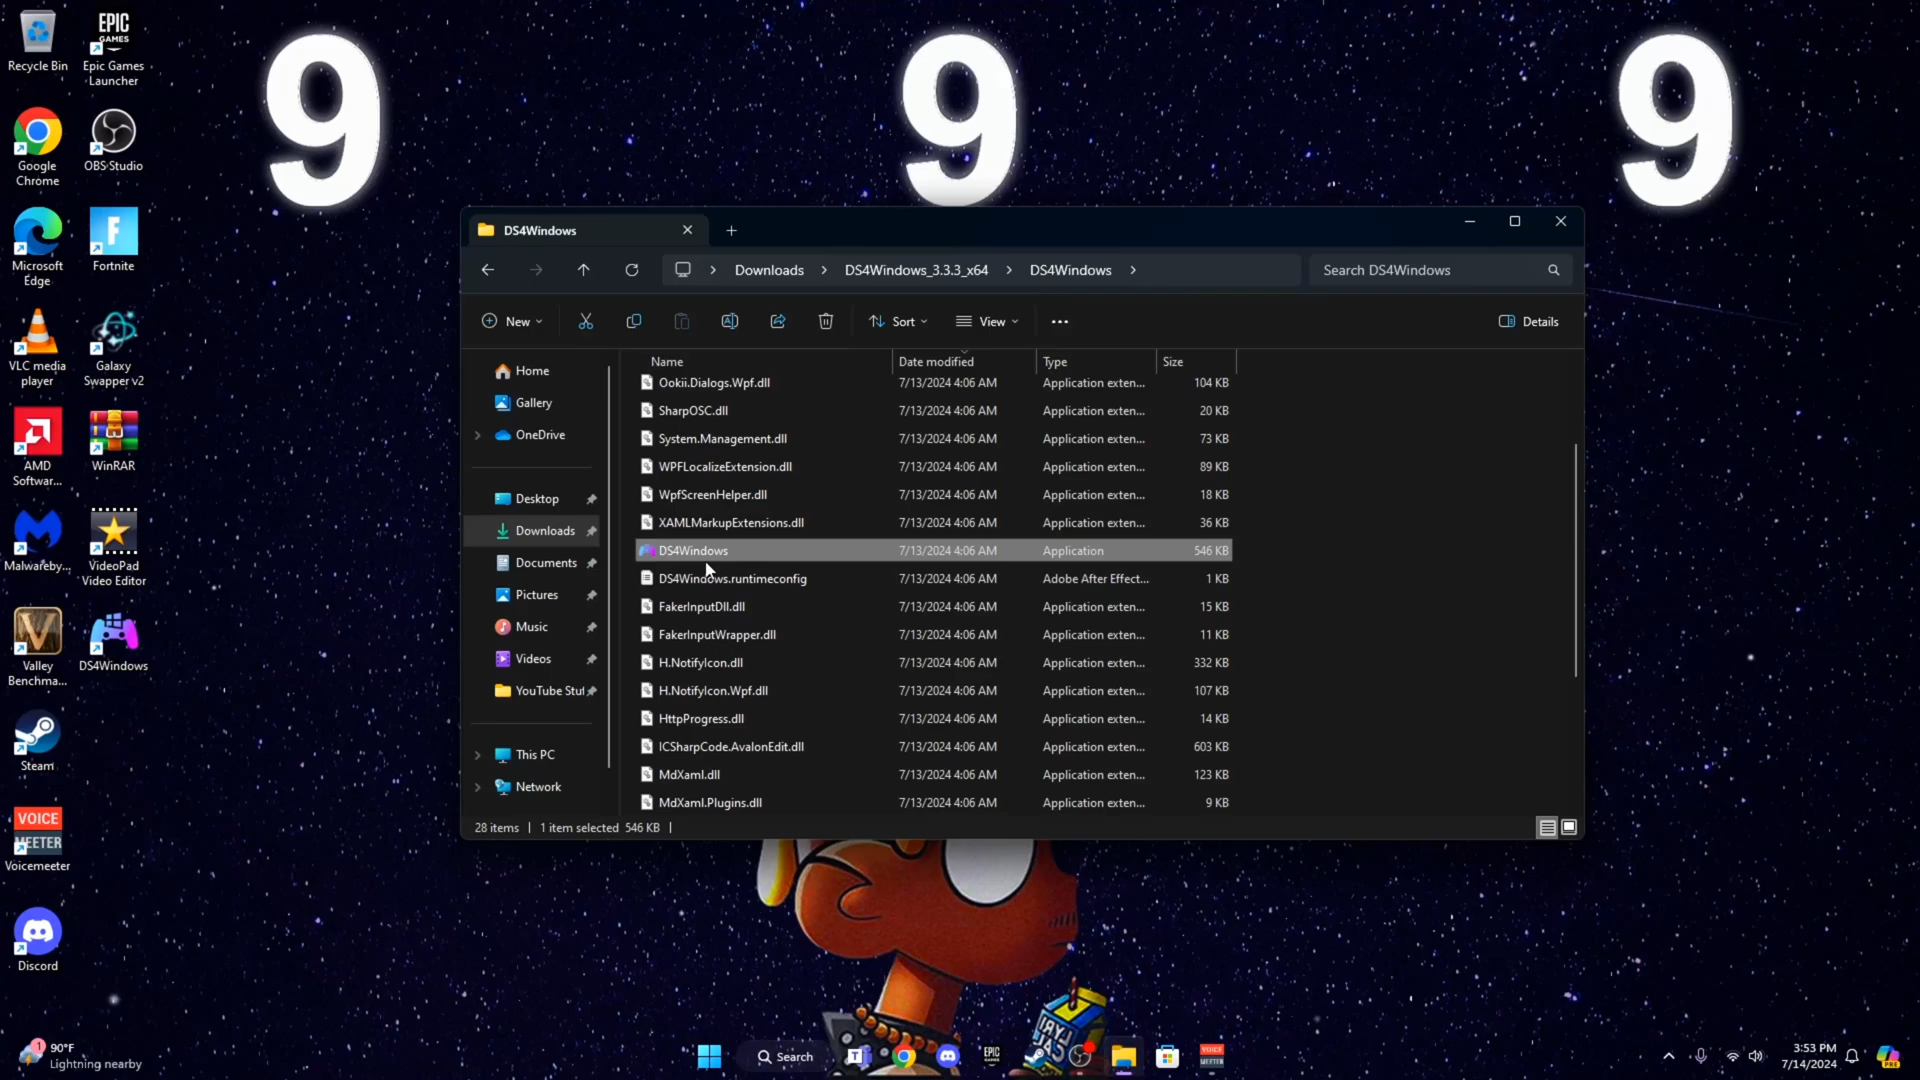 9 9 9
Recycle Bin
EPIC GAMES
Epic Games Launcher
Google Chrome
OBS Studio
Microsoft Edge
F
Fortnite
VLC media player
Galaxy Swapper v2
AMD Softwar...
WinRAR
Malwareby...
VideoPad Video Editor
V
Valley Benchma...
DS4Windows
Steam
VOICE MEETER
Voicemeeter
Discord
DS4Windows
Downloads > DS4Windows_3.3.3_x64 > DS4Windows >
Search DS4Windows
New
Sort
View
Details
Home
Gallery
OneDrive
Desktop
Downloads
Documents
Pictures
Music
Videos
YouTube Stuf
This PC
Network
Name Date modified Type Size
Ookii.Dialogs.Wpf.dll 7/13/2024 4:06 AM Application exten... 104 KB
SharpOSC.dll 7/13/2024 4:06 AM Application exten... 20 KB
System.Management.dll 7/13/2024 4:06 AM Application exten... 73 KB
WPFLocalizeExtension.dll 7/13/2024 4:06 AM Application exten... 89 KB
WpfScreenHelper.dll 7/13/2024 4:06 AM Application exten... 18 KB
XAMLMarkupExtensions.dll 7/13/2024 4:06 AM Application exten... 36 KB
DS4Windows 7/13/2024 4:06 AM Application 546 KB
DS4Windows.runtimeconfig 7/13/2024 4:06 AM Adobe After Effect... 1 KB
FakerInputDll.dll 7/13/2024 4:06 AM Application exten... 15 KB
FakerInputWrapper.dll 7/13/2024 4:06 AM Application exten... 11 KB
H.NotifyIcon.dll 7/13/2024 4:06 AM Application exten... 332 KB
H.NotifyIcon.Wpf.dll 7/13/2024 4:06 AM Application exten... 107 KB
HttpProgress.dll 7/13/2024 4:06 AM Application exten... 14 KB
ICSharpCode.AvalonEdit.dll 7/13/2024 4:06 AM Application exten... 603 KB
MdXaml.dll 7/13/2024 4:06 AM Application exten... 123 KB
MdXaml.Plugins.dll 7/13/2024 4:06 AM Application exten... 9 KB
28 items | 1 item selected 546 KB |
1
90°F
Lightning nearby
Search
EPIC
VOICE MEETER
3:53 PM
7/14/2024
PRE